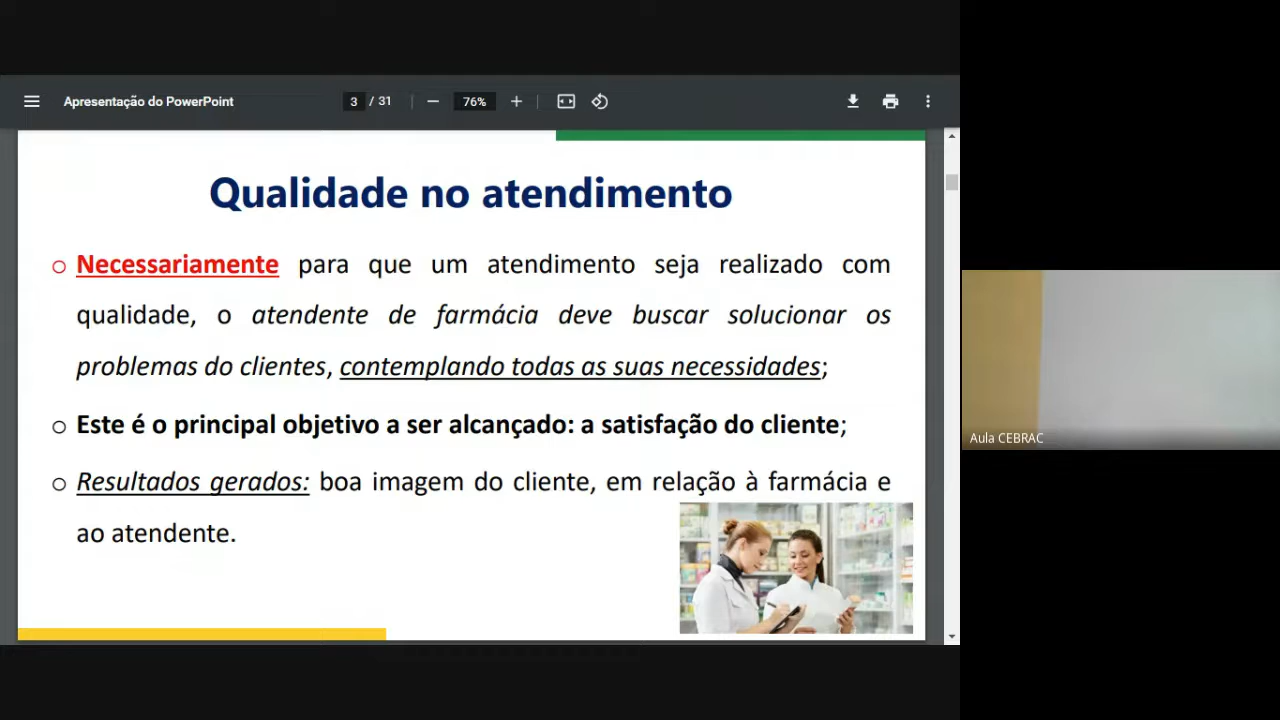 Apresentação do PowerPoint
3 / 31
76%
Qualidade no atendimento
Necessariamente para que um atendimento seja realizado com
qualidade, o atendente de farmácia deve buscar solucionar os
problemas do clientes, contemplando todas as suas necessidades;
Este é o principal objetivo a ser alcançado: a satisfação do cliente;
Resultados gerados: boa imagem do cliente, em relação à farmácia e
ao atendente.
Aula CEBRAC